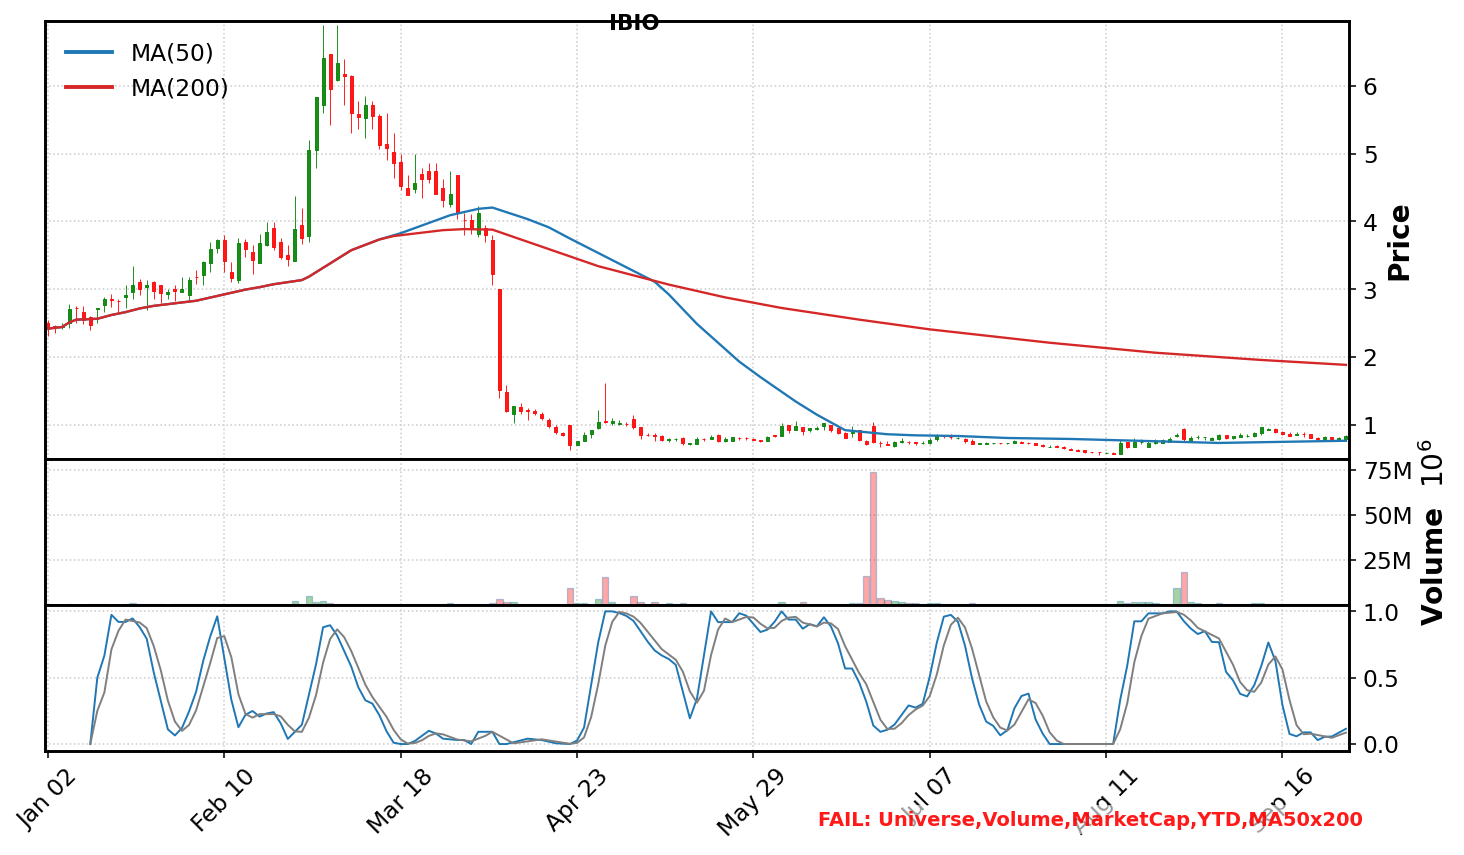 IBIO
MA(50)
MA(200)
6
5
4
3
2
1
Price
75M
50M
25M
Volume 10^6
1.0
0.5
0.0
Jan 02
Feb 10
Mar 18
Apr 23
May 29
Jul 07
Aug 11
Sep 16
FAIL: Universe,Volume,MarketCap,YTD,MA50x200